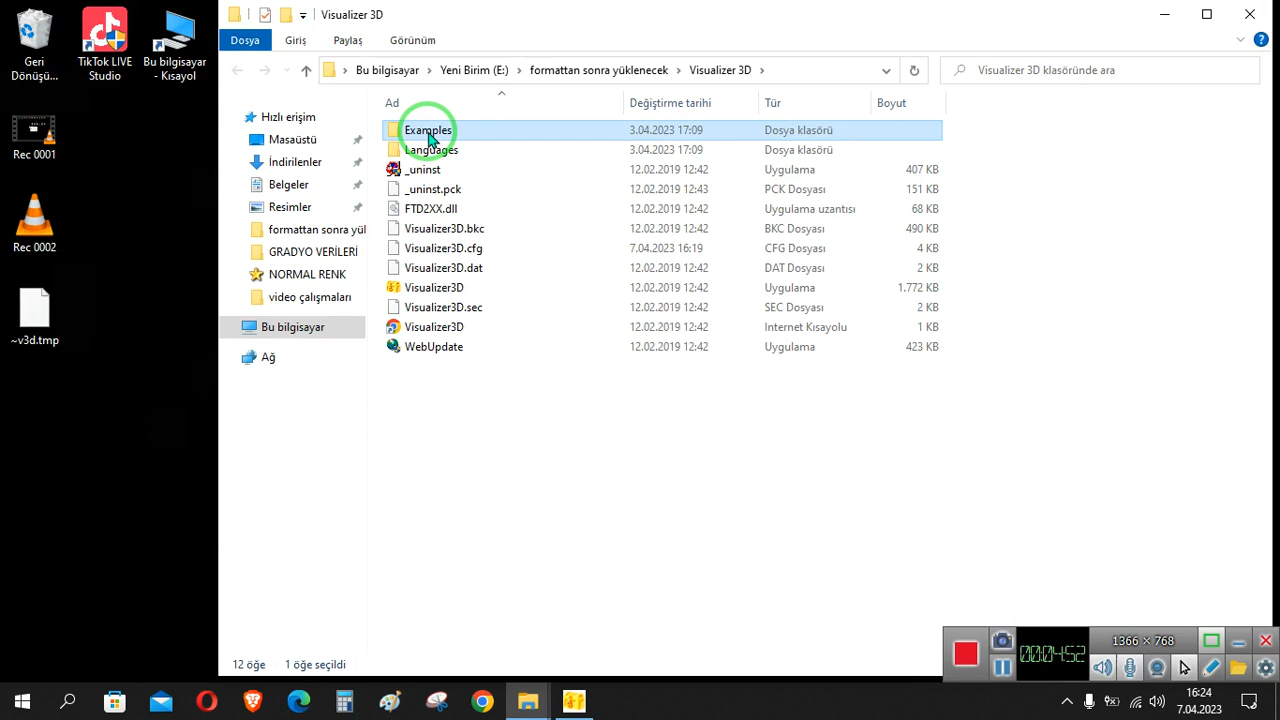 Visualizer 3D
Dosya Giriş Paylaş Görünüm
Bu bilgisayar Yeni Birim (E:) formattan sonra yüklenecek Visualizer 3D
Visualizer 3D klasöründe ara
Geri Dönüşü...
TikTok LIVE Studio
Bu bilgisayar - Kısayol
Rec 0001
Rec 0002
~v3d.tmp
Hızlı erişim
Masaüstü
İndirilenler
Belgeler
Resimler
formattan sonra yül
GRADYO VERİLERİ
NORMAL RENK
video çalışmaları
Bu bilgisayar
Ağ
Ad Değiştirme tarihi Tür Boyut
Examples 3.04.2023 17:09 Dosya klasörü
Languages 3.04.2023 17:09 Dosya klasörü
_uninst 12.02.2019 12:42 Uygulama 407 KB
_uninst.pck 12.02.2019 12:43 PCK Dosyası 151 KB
FTD2XX.dll 12.02.2019 12:42 Uygulama uzantısı 68 KB
Visualizer3D.bkc 12.02.2019 12:42 BKC Dosyası 490 KB
Visualizer3D.cfg 7.04.2023 16:19 CFG Dosyası 4 KB
Visualizer3D.dat 12.02.2019 12:42 DAT Dosyası 2 KB
Visualizer3D 12.02.2019 12:42 Uygulama 1.772 KB
Visualizer3D.sec 12.02.2019 12:42 SEC Dosyası 2 KB
Visualizer3D 12.02.2019 12:42 Internet Kısayolu 1 KB
WebUpdate 12.02.2019 12:42 Uygulama 423 KB
12 öğe 1 öğe seçildi
1366 × 768
00:04:52
16:24
7.04.2023